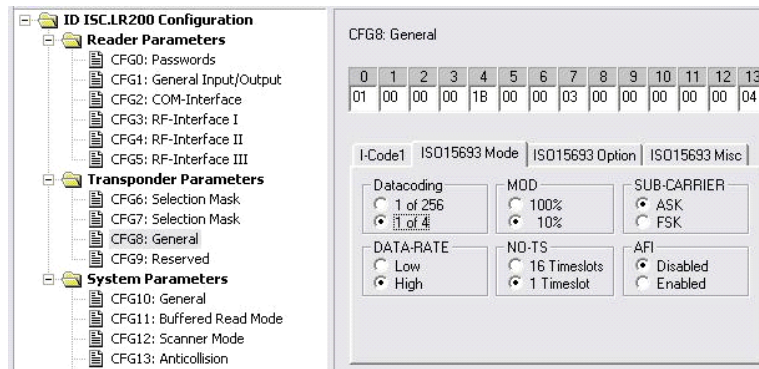 ID ISC.LR200 Configuration
Reader Parameters
CFG0: Passwords
CFG1: General Input/Output
CFG2: COM-Interface
CFG3: RF-Interface I
CFG4: RF-Interface II
CFG5: RF-Interface III
Transponder Parameters
CFG6: Selection Mask
CFG7: Selection Mask
CFG8: General
CFG9: Reserved
System Parameters
CFG10: General
CFG11: Buffered Read Mode
CFG12: Scanner Mode
CFG13: Anticollision
CFG8: General
0 1 2 3 4 5 6 7 8 9 10 11 12 13
01 00 00 00 1B 00 00 03 00 00 00 00 00 04
I-Code1 ISO15693 Mode ISO15693 Option ISO15693 Misc
Datacoding MOD SUB-CARRIER
1 of 256 100% ASK
1 of 4 10% FSK
DATA-RATE NO-TS AFI
Low 16 Timeslots Disabled
High 1 Timeslot Enabled